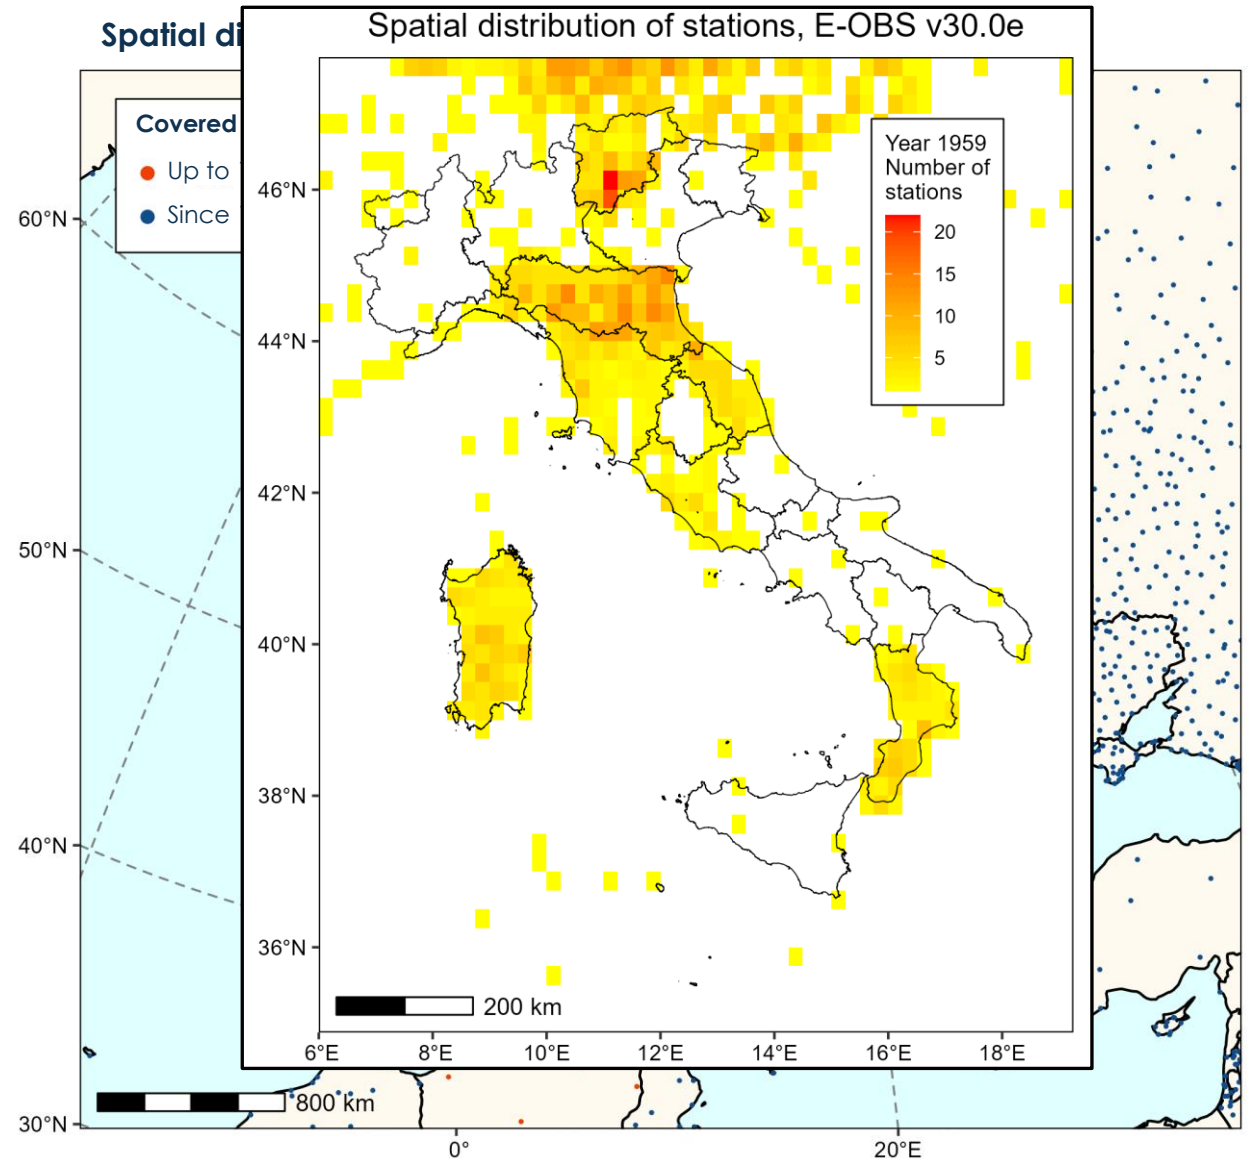 Spatial distribution of stations, E-OBS v30.0e
Spatial di
Covered
Up to
Since
Year 1959
Number of
stations
20
15
10
5
46°N
44°N
42°N
40°N
38°N
36°N
200 km
6°E 8°E 10°E 12°E 14°E 16°E 18°E
60°N
50°N
40°N
30°N
800 km
0° 20°E